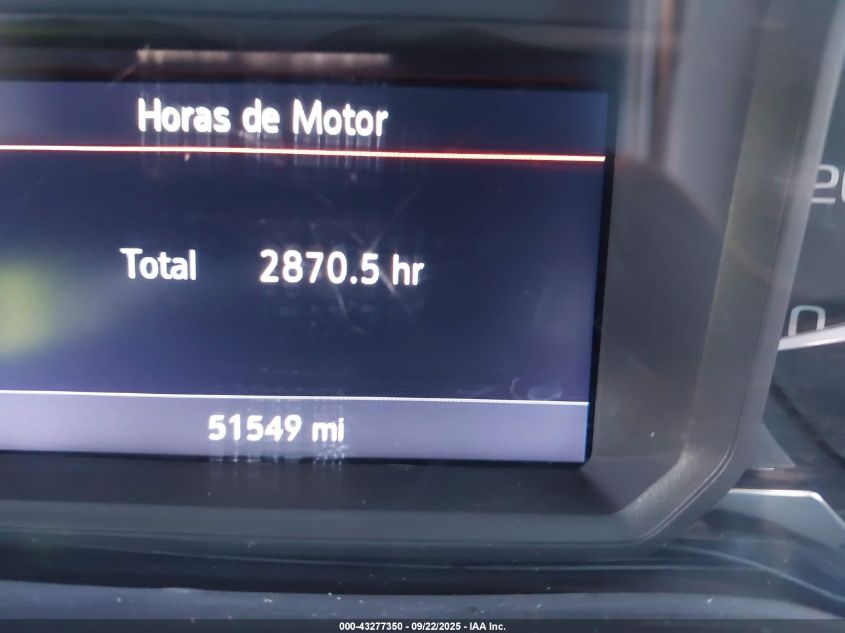 Horas de Motor
Total 2870.5 hr
51549 mi
000-43277350 - 09/22/2025 - IAA Inc.